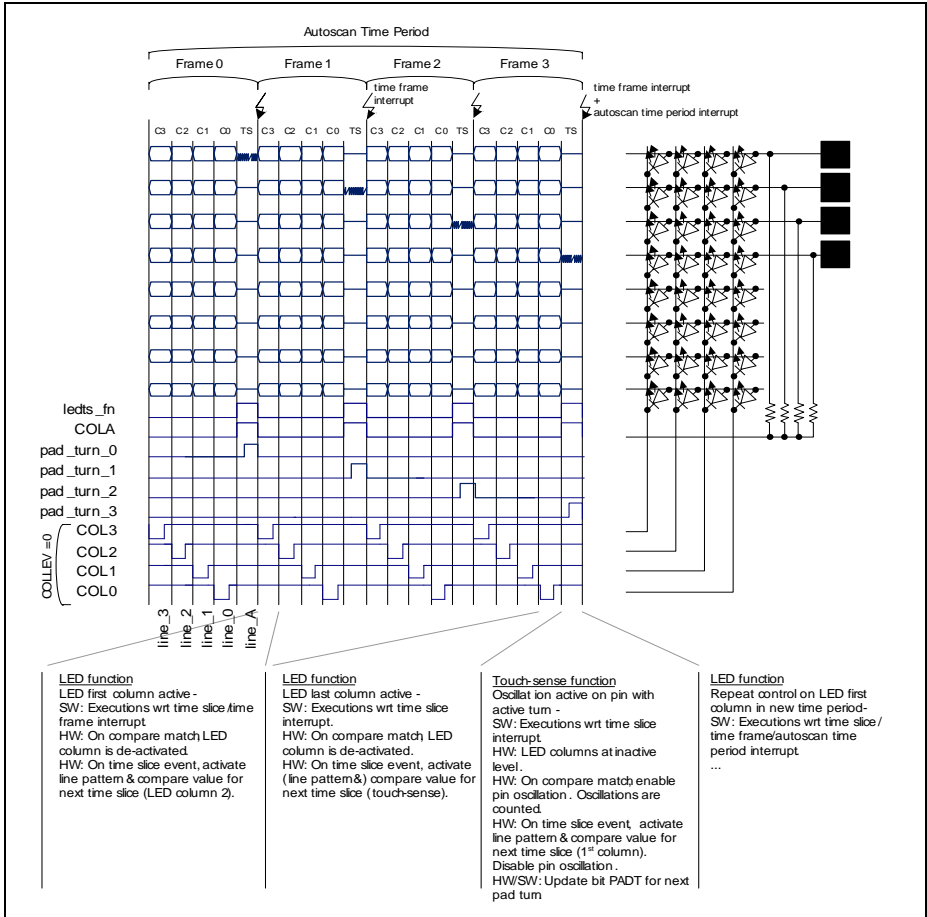 Autoscan Time Period
Frame 0 Frame 1 Frame 2 Frame 3
time frame
interrupt
time frame interrupt
+
autoscan time period interrupt
C3 C2 C1 C0 TS C3 C2 C1 C0 TS C3 C2 C1 C0 TS C3 C2 C1 C0 TS
ledts_fn
COLA
pad_turn_0
pad_turn_1
pad_turn_2
pad_turn_3
COLLEV =0
COL3
COL2
COL1
COL0
line_3
line_2
line_1
line_0
line_A
LED function
LED first column active -
SW: Executions wrt time slice/time
frame interrupt.
HW: On compare match, LED
column is de-activated.
HW: On time slice event, activate
line pattern & compare value for
next time slice (LED column 2).
LED function
LED last column active -
SW: Executions wrt time slice
interrupt.
HW: On compare match, LED
column is de-activated.
HW: On time slice event, activate
(line pattern &) compare value for
next time slice (touch-sense).
Touch-sense function
Oscillation active on pin with
active turn -
SW: Executions wrt time slice
interrupt.
HW: LED columns at inactive
level.
HW: On compare match, enable
pin oscillation. Oscillations are
counted.
HW: On time slice event, activate
line pattern & compare value for
next time slice (1st column).
Disable pin oscillation.
HW/SW: Update bit PADT for next
pad turn
LED function
Repeat control on LED first
column in new time period-
SW: Executions wrt time slice/
time frame/autoscan time
period interrupt.
...